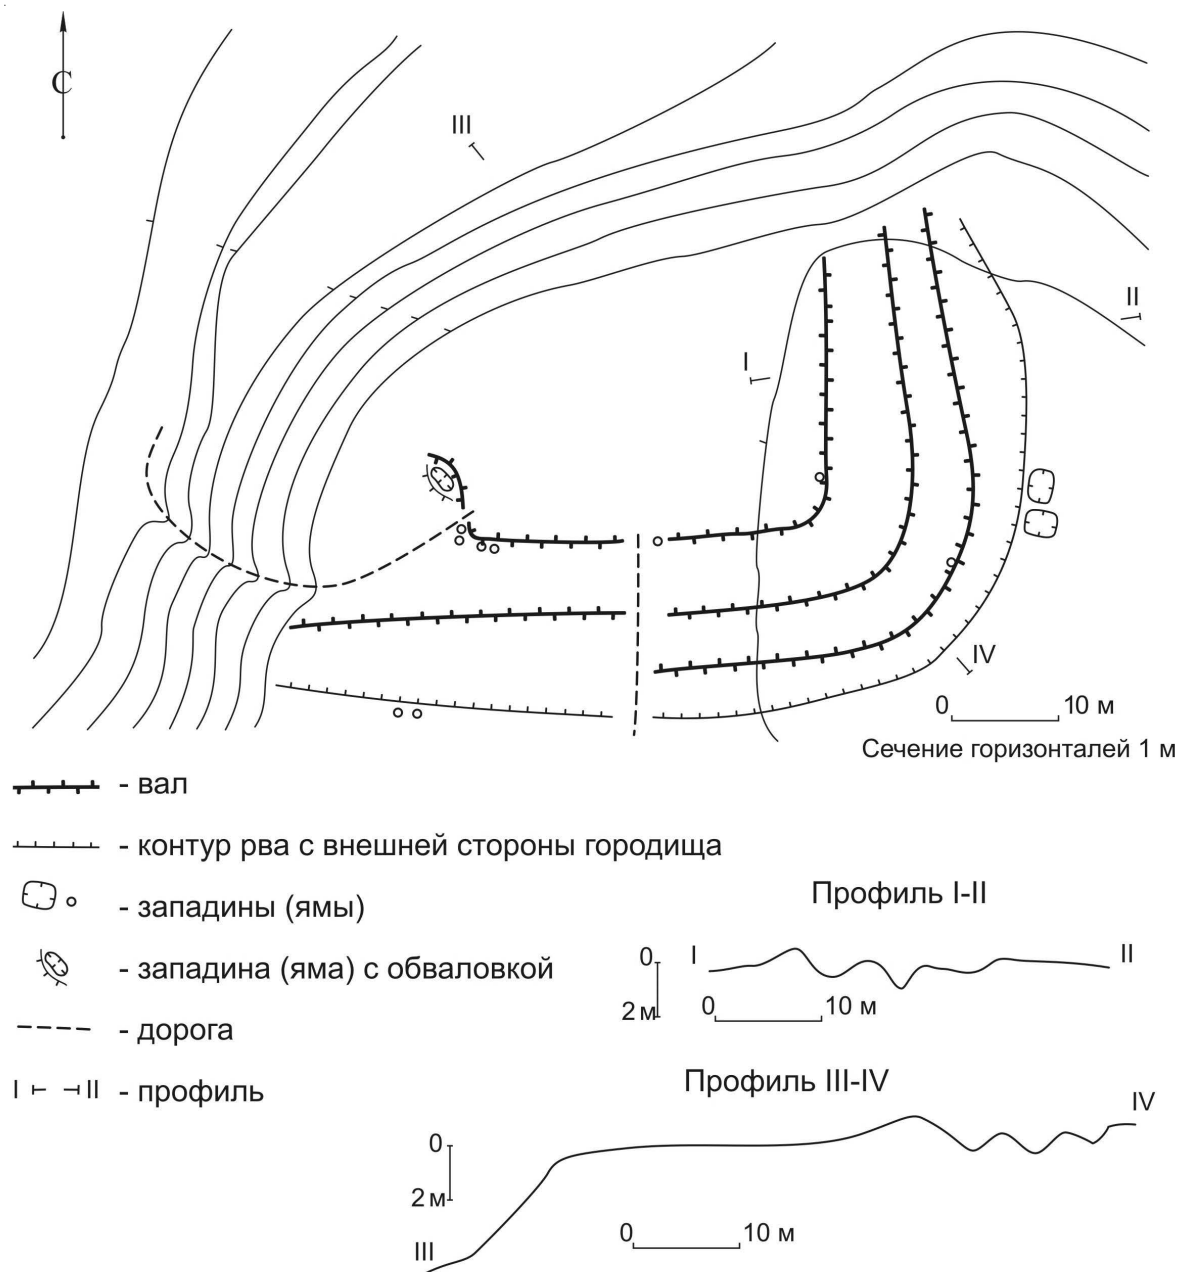 С
III
II
I
IV
0 10 м
Сечение горизонталей 1 м
- вал
- контур рва с внешней стороны городища
- западины (ямы)
- западина (яма) с обваловкой
- дорога
I II - профиль
Профиль I-II
0
I
II
2 м
0 10 м
Профиль III-IV
IV
0
2 м
III
0 10 м